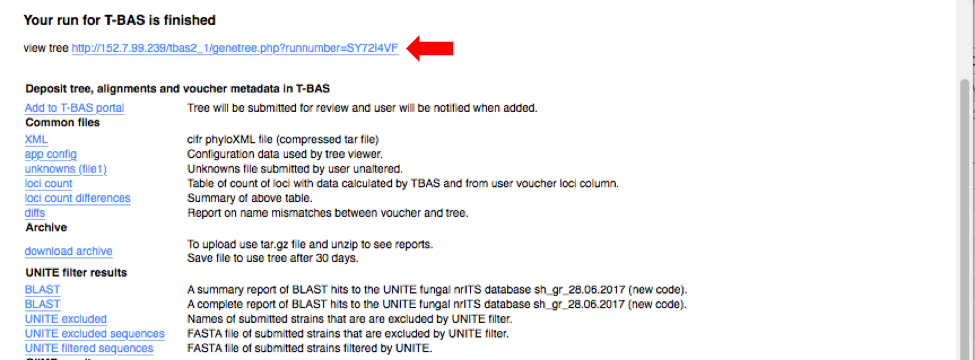 Your run for T-BAS is finished
view tree http://152.7.99.239/tbas2_1/genetree.php?runnumber=SY72I4VF
Deposit tree, alignments and voucher metadata in T-BAS
Add to T-BAS portal Tree will be submitted for review and user will be notified when added.
Common files
XML cifr phyloXML file (compressed tar file)
app config Configuration data used by tree viewer.
unknowns (file1) Unknowns file submitted by user unaltered.
loci count Table of count of loci with data calculated by TBAS and from user voucher loci column.
loci count differences Summary of above table.
diffs Report on name mismatches between voucher and tree.
Archive
download archive To upload use tar.gz file and unzip to see reports.
Save file to use tree after 30 days.
UNITE filter results
BLAST A summary report of BLAST hits to the UNITE fungal nrITS database sh_gr_28.06.2017 (new code).
BLAST A complete report of BLAST hits to the UNITE fungal nrITS database sh_gr_28.06.2017 (new code).
UNITE excluded Names of submitted strains that are are excluded by UNITE filter.
UNITE excluded sequences FASTA file of submitted strains that are excluded by UNITE filter.
UNITE filtered sequences FASTA file of submitted strains filtered by UNITE.